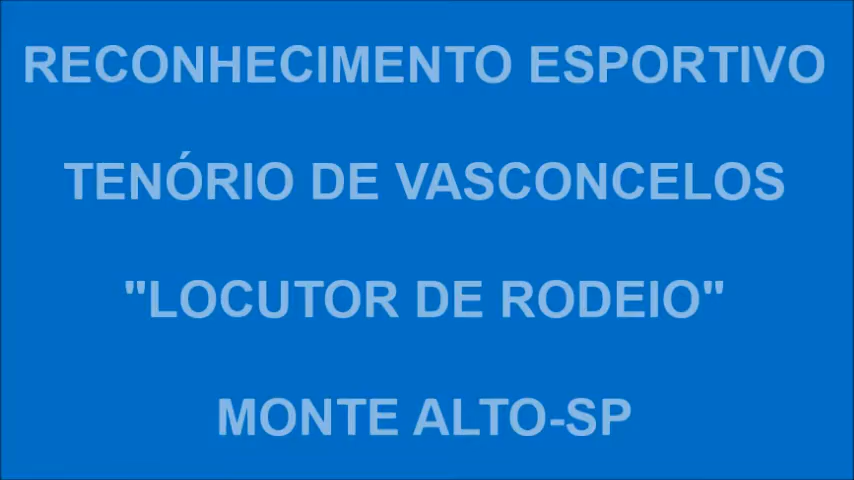 RECONHECIMENTO ESPORTIVO
TENÓRIO DE VASCONCELOS
"LOCUTOR DE RODEIO"
MONTE ALTO-SP